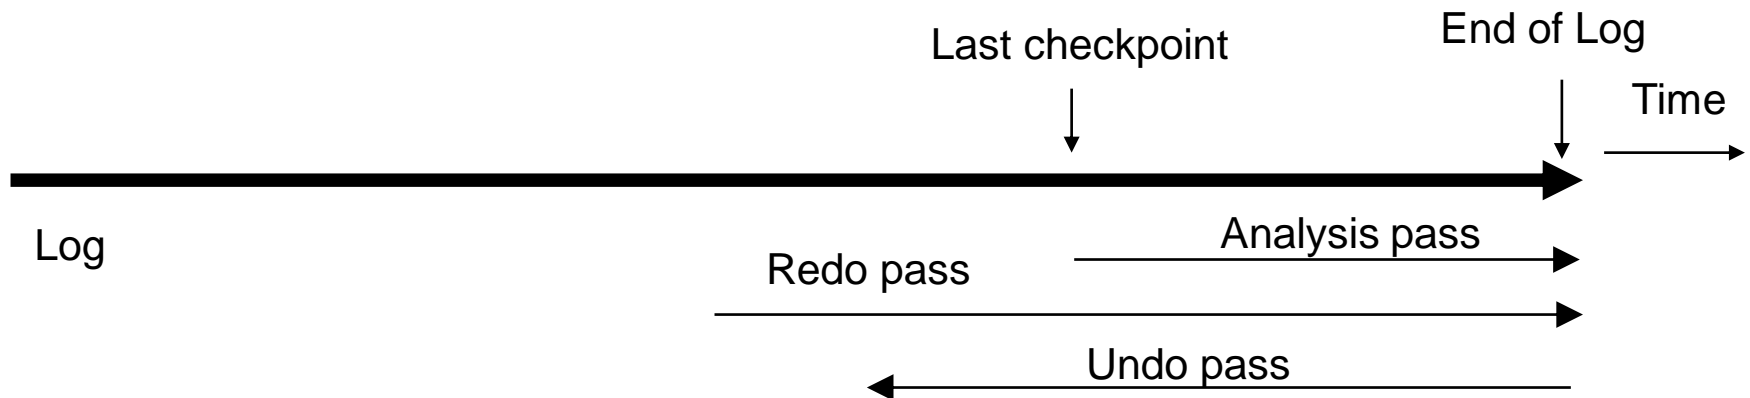 Last checkpoint
End of Log
Time
Log
Analysis pass
Redo pass
Undo pass